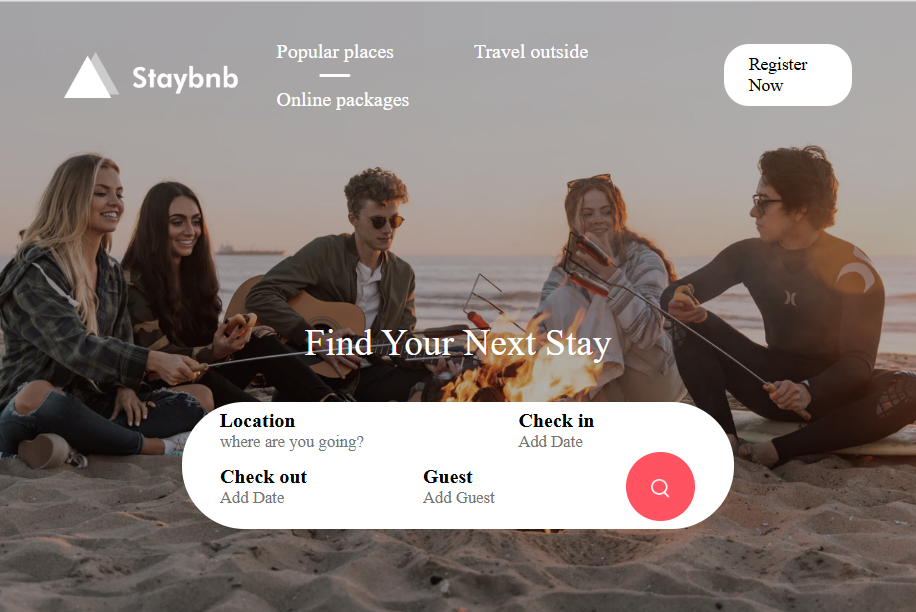 Staybnb
Popular places
Travel outside
Online packages
Register
Now
Find Your Next Stay
Location
where are you going?
Check in
Add Date
Check out
Add Date
Guest
Add Guest